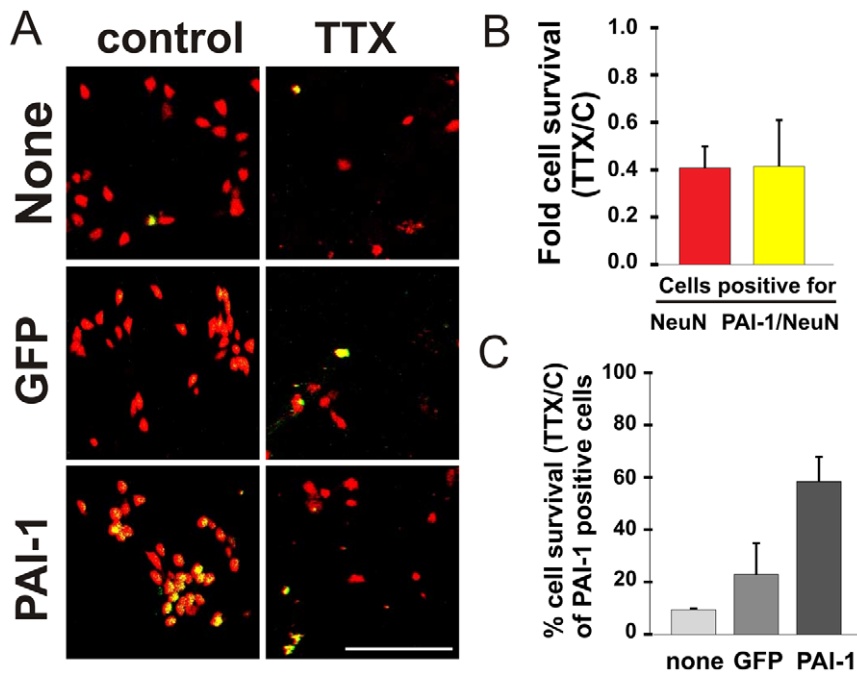 A
control TTX
None
GFP
PAI-1
B
Fold cell survival
(TTX/C)
1.0
0.8
0.6
0.4
0.2
0.0
Cells positive for
NeuN PAI-1/NeuN
C
% cell survival (TTX/C)
of PAI-1 positive cells
100
80
60
40
20
0
none GFP PAI-1